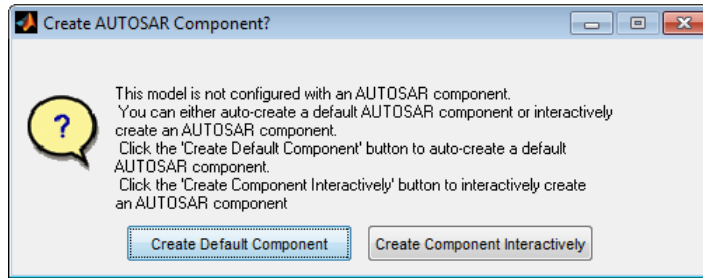 Create AUTOSAR Component?
This model is not configured with an AUTOSAR component.
You can either auto-create a default AUTOSAR component or interactively
create an AUTOSAR component.
Click the 'Create Default Component' button to auto-create a default
AUTOSAR component.
Click the 'Create Component Interactively' button to interactively create
an AUTOSAR component
?
Create Default Component
Create Component Interactively